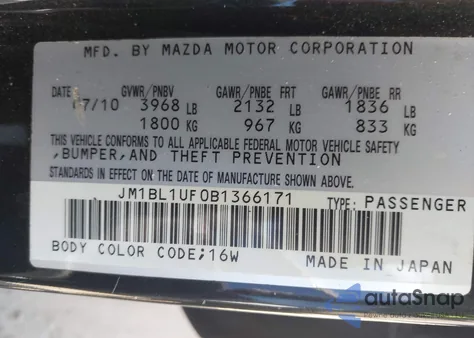 MFD. BY MAZDA MOTOR CORPORATION
DATE GVWR/PNBV GAWR/PNBE FRT GAWR/PNBE RR
07/10 3968 LB 2132 LB 1836 LB
1800 KG 967 KG 833 KG
THIS VEHICLE CONFORMS TO ALL APPLICABLE FEDERAL MOTOR VEHICLE SAFETY
,BUMPER,AND THEFT PREVENTION
STANDARDS IN EFFECT ON THE DATE OF MANUFACTURE SHOWN ABOVE.
JM1BL1UF0B1366171 TYPE: PASSENGER
BODY COLOR CODE;16W MADE IN JAPAN
autoSnap